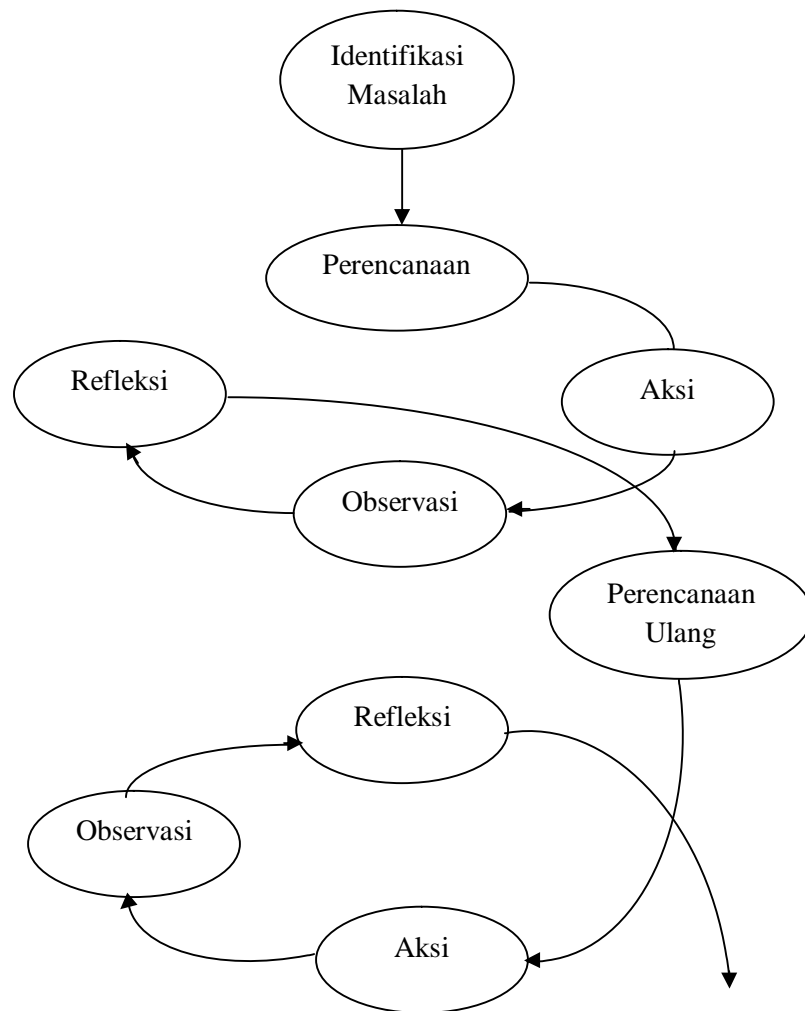 Identifikasi
Masalah
Perencanaan
Refleksi
Aksi
Observasi
Perencanaan
Ulang
Refleksi
Observasi
Aksi